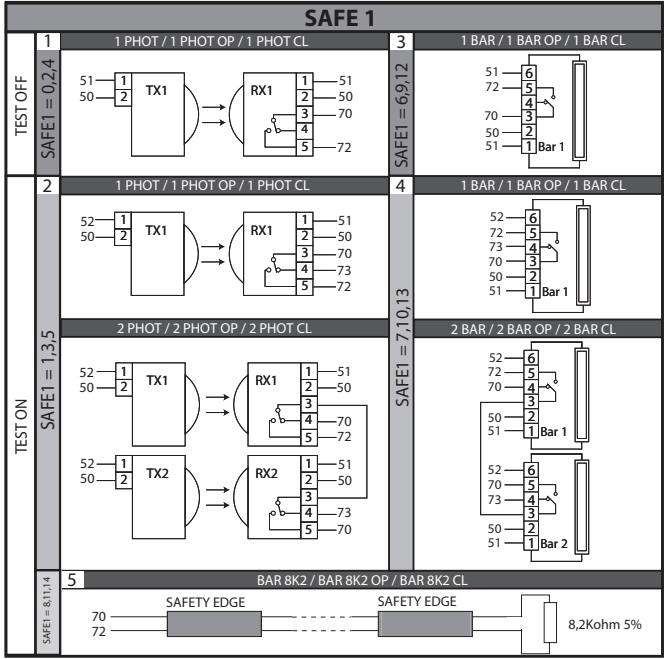 SAFE 1
TEST OFF
SAFE1 = 0,2,4
1
1 PHOT / 1 PHOT OP / 1 PHOT CL
51 1
50 2
TX1
RX1
1 51
2 50
3 70
4
5 72
SAFE1 = 6,9,12
3
1 BAR / 1 BAR OP / 1 BAR CL
51 6
72 5
4
70 3
50 2
51 1 Bar 1
TEST ON
SAFE1 = 1,3,5
2
1 PHOT / 1 PHOT OP / 1 PHOT CL
52 1
50 2
TX1
RX1
1 51
2 50
3 70
4 73
5 72
2 PHOT / 2 PHOT OP / 2 PHOT CL
52 1
50 2
TX1
RX1
1 51
2 50
3
4 70
5 72
52 1
50 2
TX2
RX2
1 51
2 50
3
4 73
5 70
SAFE1 = 7,10,13
4
1 BAR / 1 BAR OP / 1 BAR CL
52 6
72 5
73 4
70 3
50 2
51 1 Bar 1
2 BAR / 2 BAR OP / 2 BAR CL
52 6
72 5
70 4
3
50 2
51 1 Bar 1
52 6
70 5
73 4
3
50 2
51 1 Bar 2
SAFE1 = 8,11,14
5
BAR 8K2 / BAR 8K2 OP / BAR 8K2 CL
70
72
SAFETY EDGE
SAFETY EDGE
8,2Kohm 5%